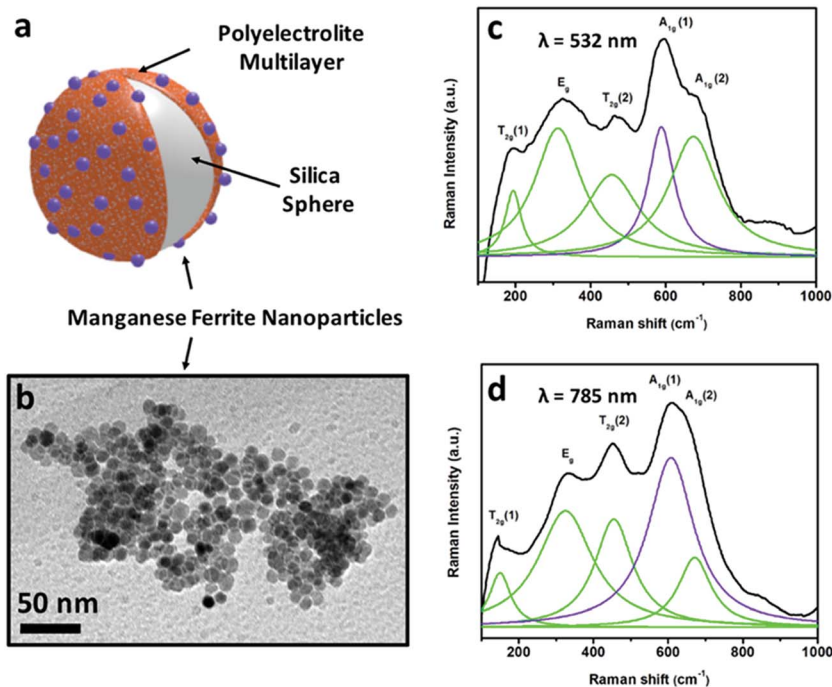 a
Polyelectrolite
Multilayer
Silica
Sphere
Manganese Ferrite Nanoparticles
b
50 nm
c
λ = 532 nm
A1g(1)
A1g(2)
T2g(2)
Eg
T2g(1)
Raman Intensity (a.u.)
200 400 600 800 1000
Raman shift (cm-1)
d
λ = 785 nm
A1g(1)
A1g(2)
T2g(2)
Eg
T2g(1)
Raman Intensity (a.u.)
200 400 600 800 1000
Raman shift (cm-1)